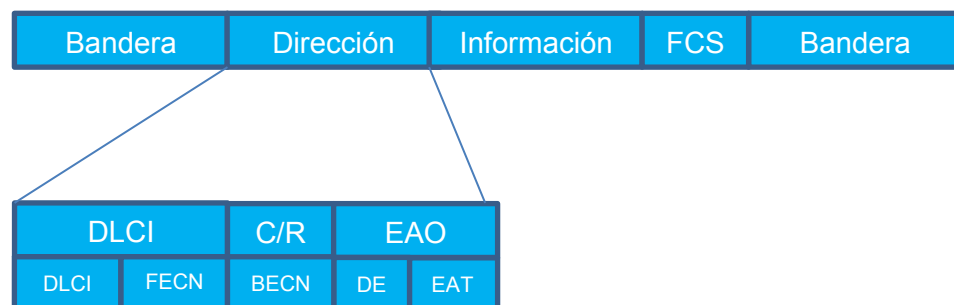 Bandera Dirección Información FCS Bandera
DLCI C/R EAO
DLCI FECN BECN DE EAT